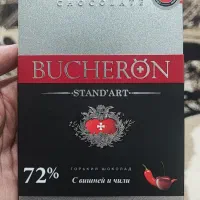 CHOCOLATE
BUCHERON
STAND'ART
72%
ГОРЬКИЙ ШОКОЛАД
С вишней и чили